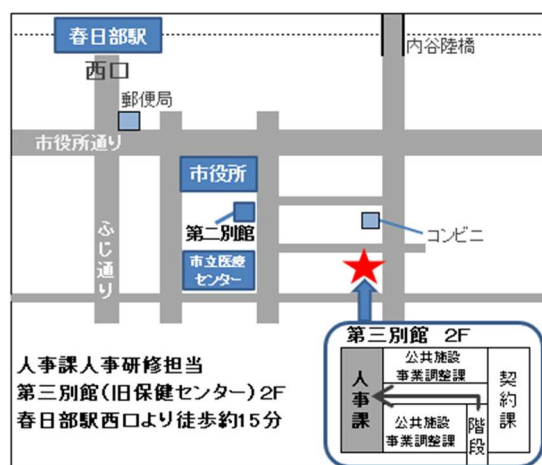 春日部駅
西口
内谷陸橋
郵便局
市役所通り
市役所
第二別館
コンビニ
ふじ通り
市立医療
センター
第三別館 2F
公共施設
事業調整課
人事課
契約課
公共施設
事業調整課
階段
人事課人事研修担当
第三別館(旧保健センター)2F
春日部駅西口より徒歩約15分